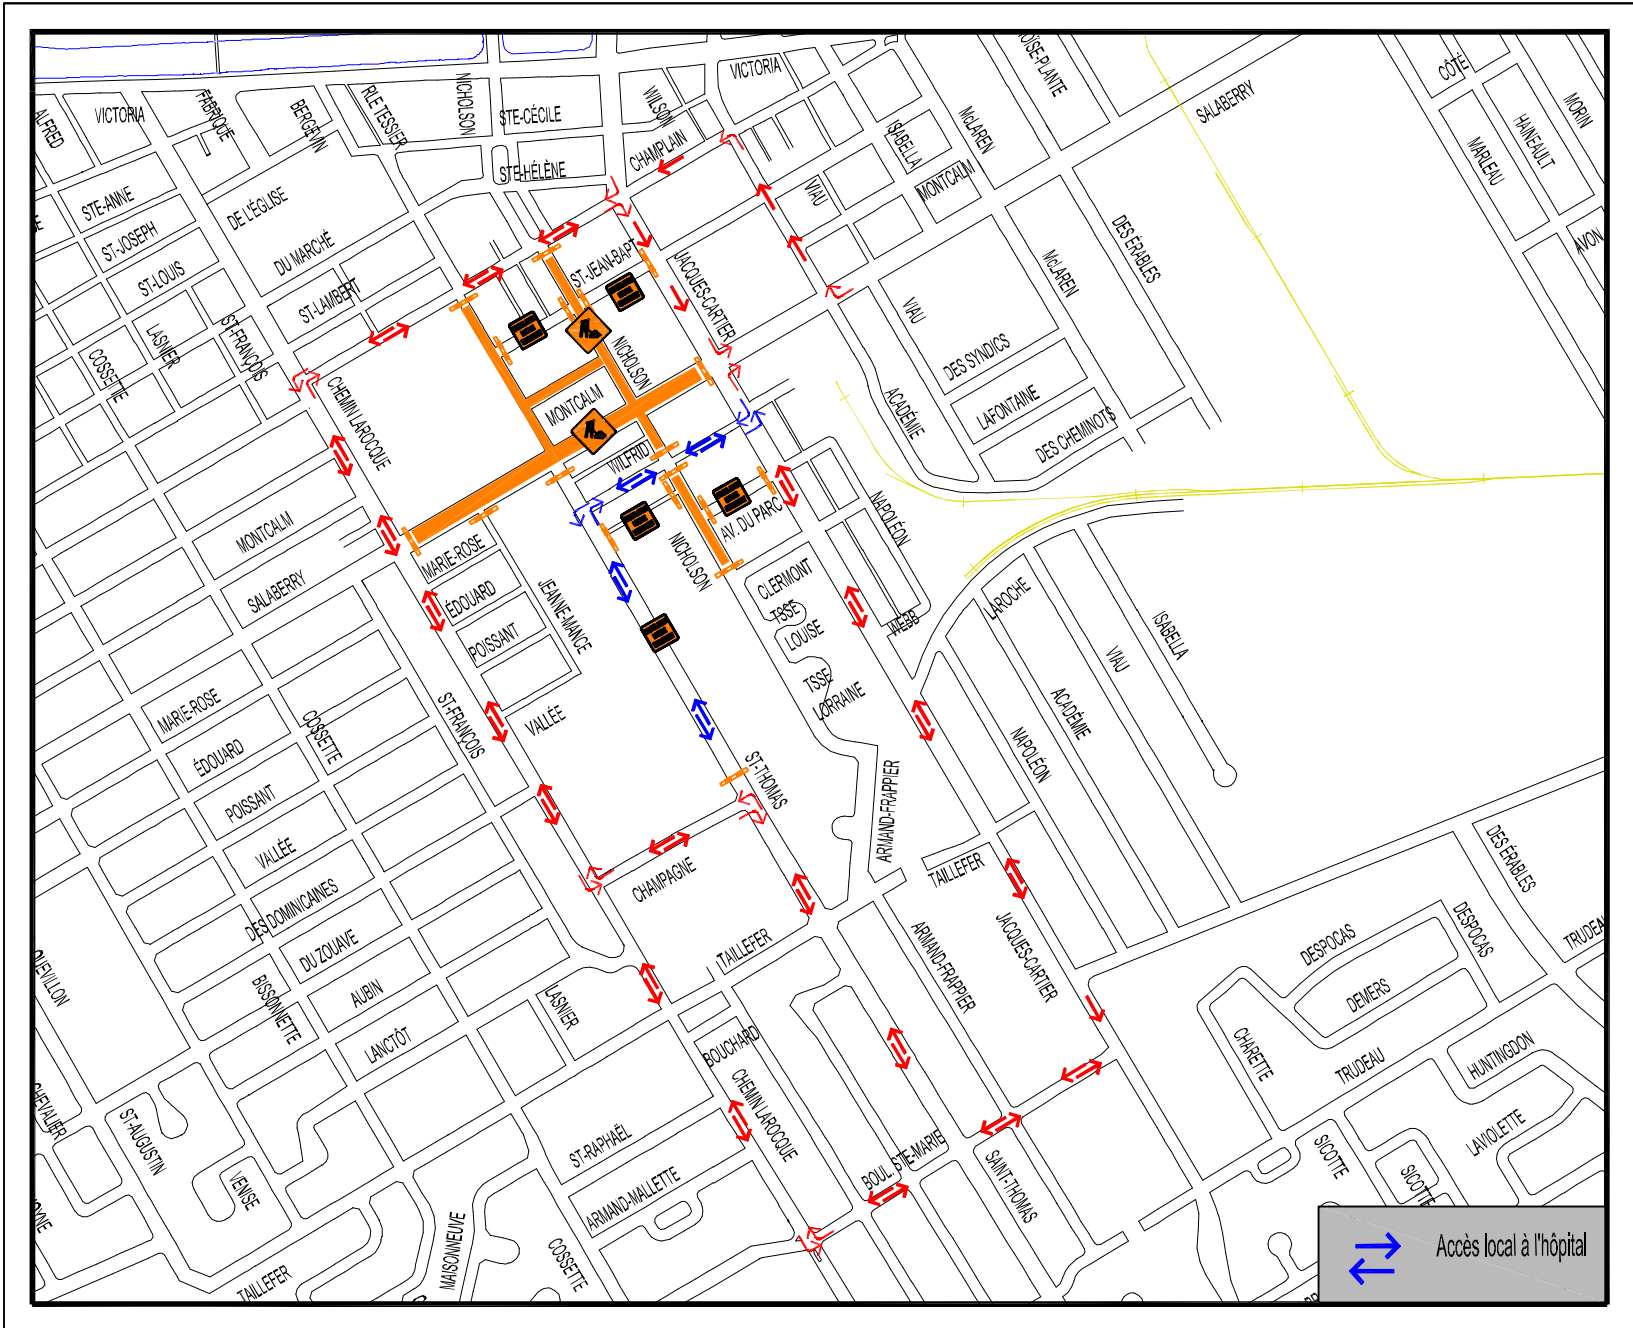 VICTORIA
CÔTÉ
ALFRED
VICTORIA
FABRIQUE
BERGEVIN
RLE TESSIER
NICHOLSON
STE-CÉCILE
WILSON
McLAREN
SALABERRY
MORIN
HAINEAULT
MARLEAU
ISABELLA
CHAMPLAIN
STE-HÉLÈNE
STE-ANNE
DE L'ÉGLISE
VIAU
MONTCALM
ST-JOSEPH
DU MARCHÉ
ST-LOUIS
ST-LAMBERT
ST-JEAN-BAPT
JACQUES-CARTIER
McLAREN
DES ÉRABLES
AVON
LASNIER
ST-FRANÇOIS
COSSETTE
NICHOLSON
VIAU
DES SYNDICS
CHEMIN LAROCQUE
MONTCALM
ACADÉMIE
LAFONTAINE
DES CHEMINOTS
WILFRID
MONTCALM
AV. DU PARC
NAPOLÉON
MARIE-ROSE
SALABERRY
ÉDOUARD
JEANNE-MANCE
NICHOLSON
CLERMONT
TSSE
LOUISE
WEBB
LAROCHE
ISABELLA
POISSANT
VIAU
TSSE
LORRAINE
MARIE-ROSE
COSSETTE
ST-FRANÇOIS
VALLÉE
ACADÉMIE
NAPOLÉON
ÉDOUARD
ST-THOMAS
ARMAND-FRAPPIER
POISSANT
VALLÉE
CHAMPAGNE
TAILLEFER
DES ÉRABLES
DES DOMINICAINES
DU ZOUAVE
TAILLEFER
ARMAND-FRAPPIER
JACQUES-CARTIER
DESPOCAS
DESPOCAS
BISSONNETTE
AUBIN
LASNIER
DEMERS
LANCTÔT
BOUCHARD
CHARETTE
TRUDEAU
HUNTINGDON
CHEMIN LAROCQUE
ST-AUGUSTIN
ST-RAPHAËL
BOUL. STE-MARIE
SICOTTE
LAVIOLETTE
VENISE
ARMAND-MALLETTE
SAINT-THOMAS
MAISONNEUVE
COSSETTE
TAILLEFER
Accès local à l'hôpital